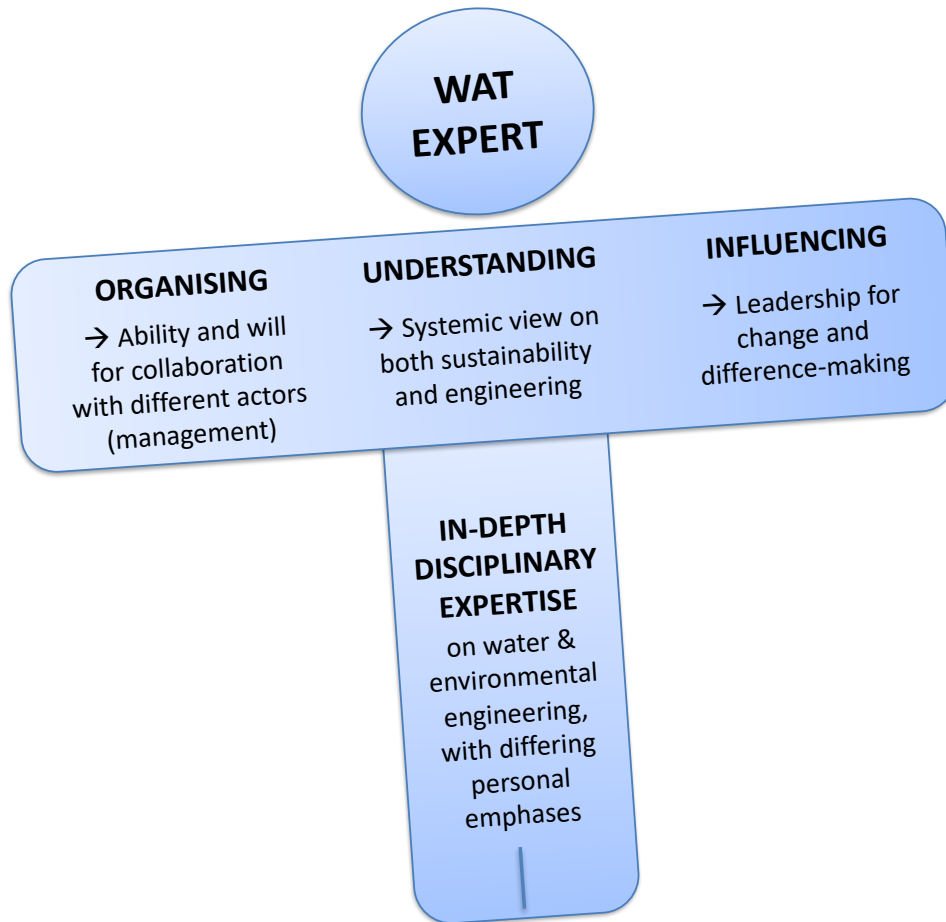 WAT
EXPERT
ORGANISING
→ Ability and will
for collaboration
with different actors
(management)
UNDERSTANDING
→ Systemic view on
both sustainability
and engineering
INFLUENCING
→ Leadership for
change and
difference-making
IN-DEPTH
DISCIPLINARY
EXPERTISE
on water &
environmental
engineering,
with differing
personal
emphases